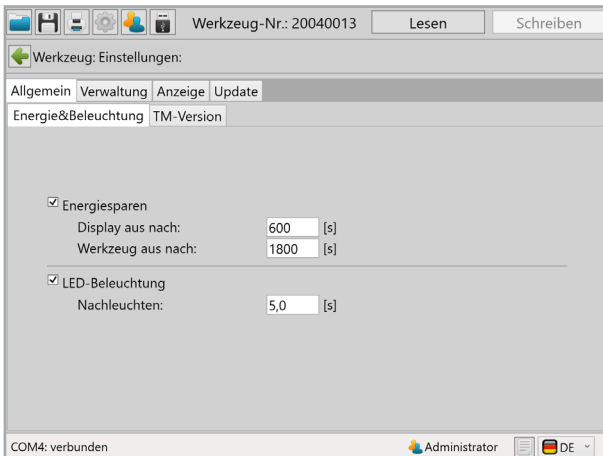 Werkzeug-Nr.: 20040013 Lesen Schreiben
Werkzeug: Einstellungen:
Allgemein Verwaltung Anzeige Update
Energie&Beleuchtung TM-Version
Energiesparen
Display aus nach: 600 [s]
Werkzeug aus nach: 1800 [s]
LED-Beleuchtung
Nachleuchten: 5,0 [s]
COM4: verbunden Administrator DE